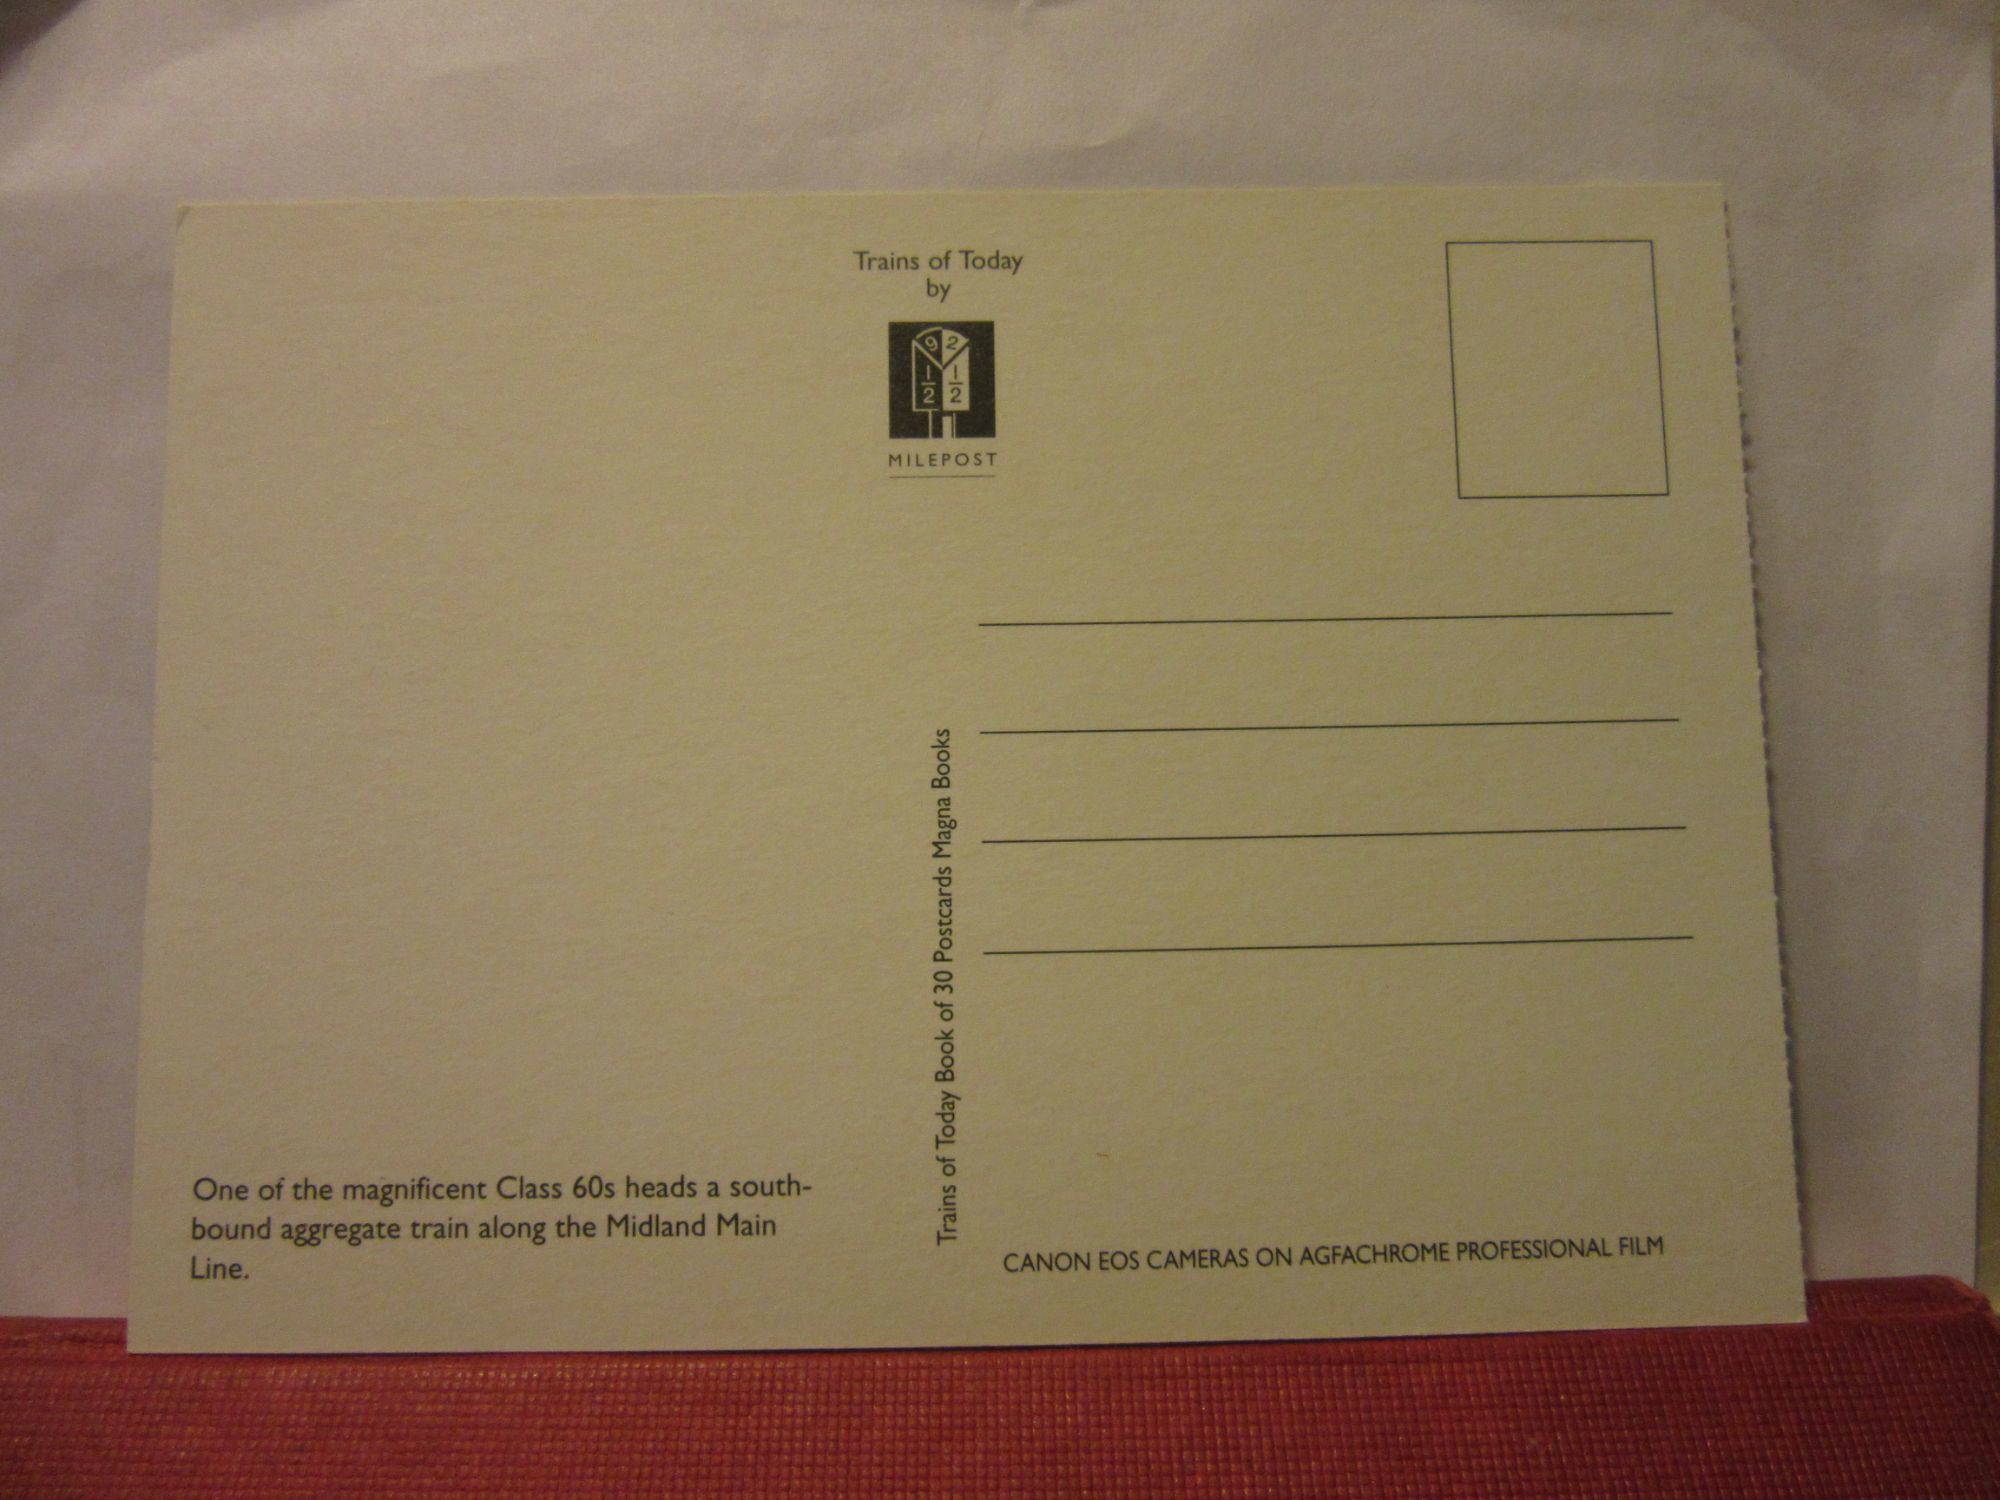 Trains of Today
by
9 2
1/2 1/2
MILEPOST
Trains of Today Book of 30 Postcards Magna Books
One of the magnificent Class 60s heads a south-
bound aggregate train along the Midland Main
Line.
CANON EOS CAMERAS ON AGFACHROME PROFESSIONAL FILM